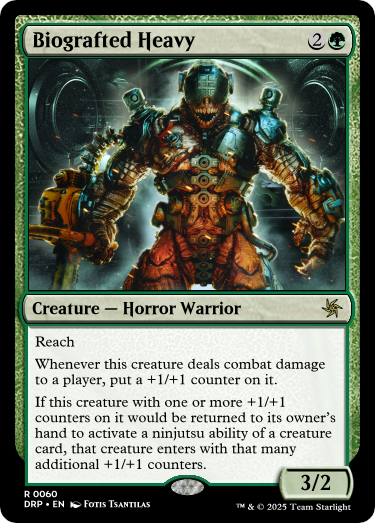 Biografted Heavy 2
Creature — Horror Warrior
Reach
Whenever this creature deals combat damage
to a player, put a +1/+1 counter on it.
If this creature with one or more +1/+1
counters on it would be returned to its owner’s
hand to activate a ninjutsu ability of a creature
card, that creature enters with that many
additional +1/+1 counters.
3/2
R 0060
DRP • EN Fotis Tsantilas
™ & © 2025 Team Starlight